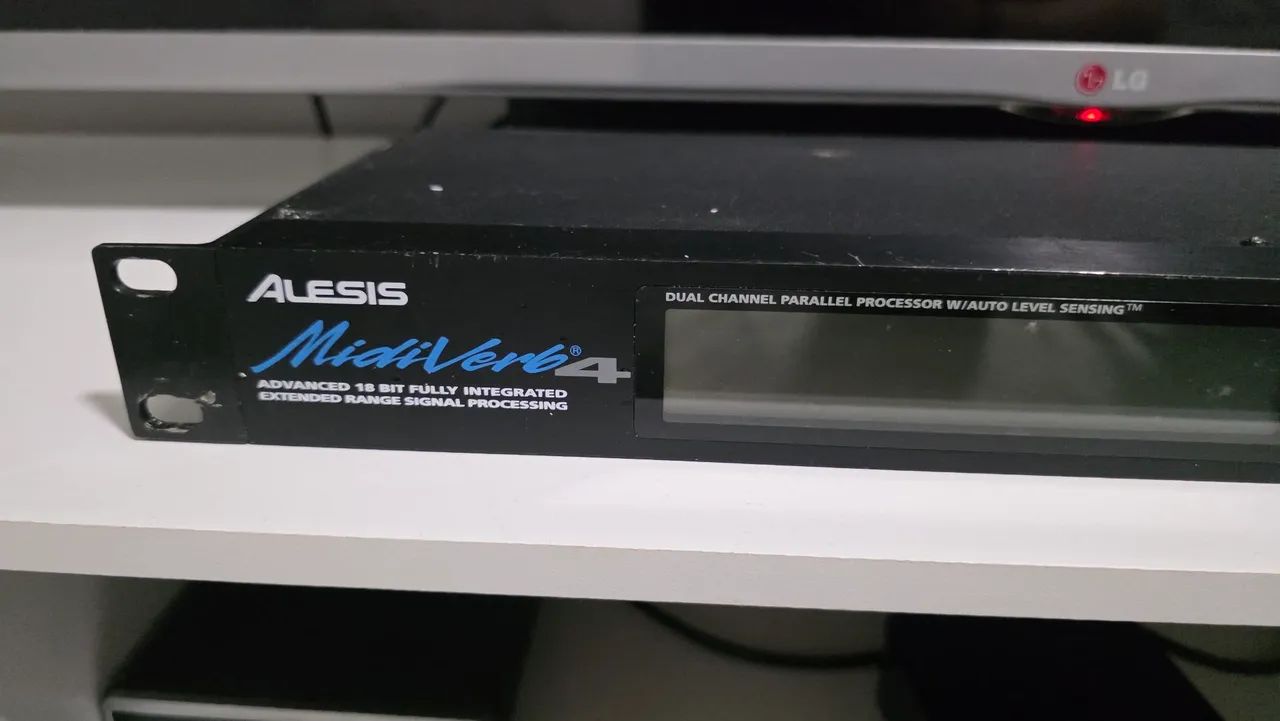 LG
ALESIS
DUAL CHANNEL PARALLEL PROCESSOR W/AUTO LEVEL SENSING™
MidiVerb®4
ADVANCED 18 BIT FULLY INTEGRATED
EXTENDED RANGE SIGNAL PROCESSING